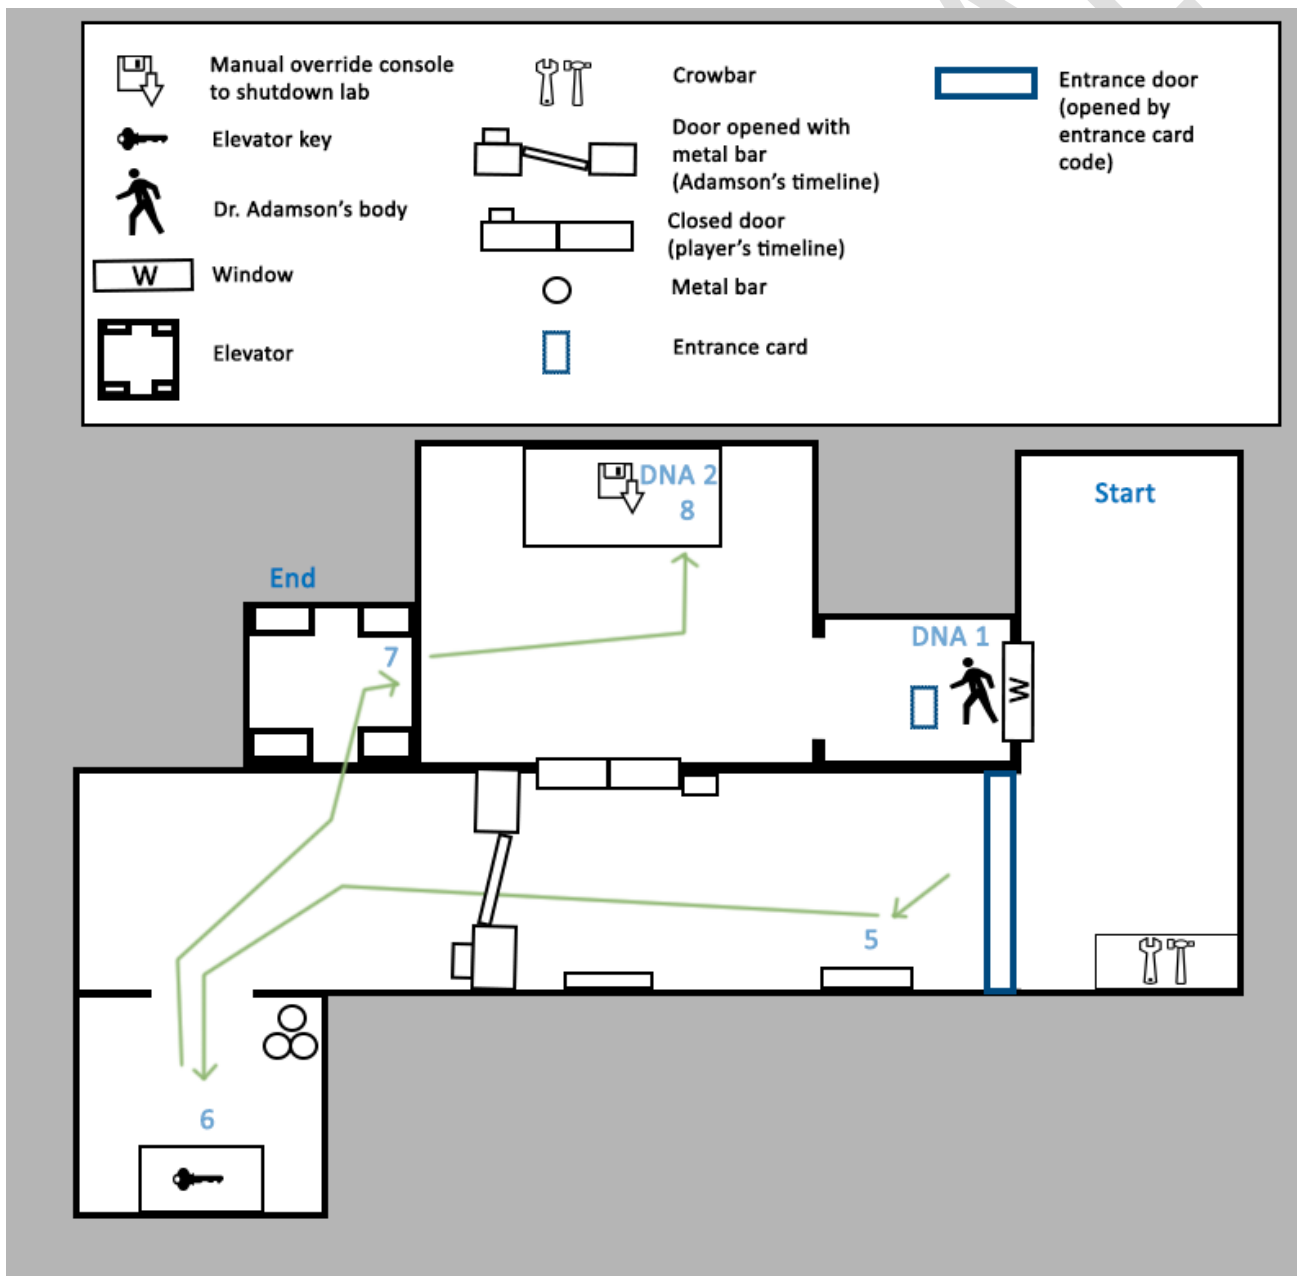 Manual override console
to shutdown lab
Elevator key
Dr. Adamson's body
W
Window
Elevator
Crowbar
Door opened with
metal bar
(Adamson's timeline)
Closed door
(player's timeline)
Metal bar
Entrance card
Entrance door
(opened by
entrance card
code)
DNA 2
8
Start
End
7
DNA 1
W
5
6